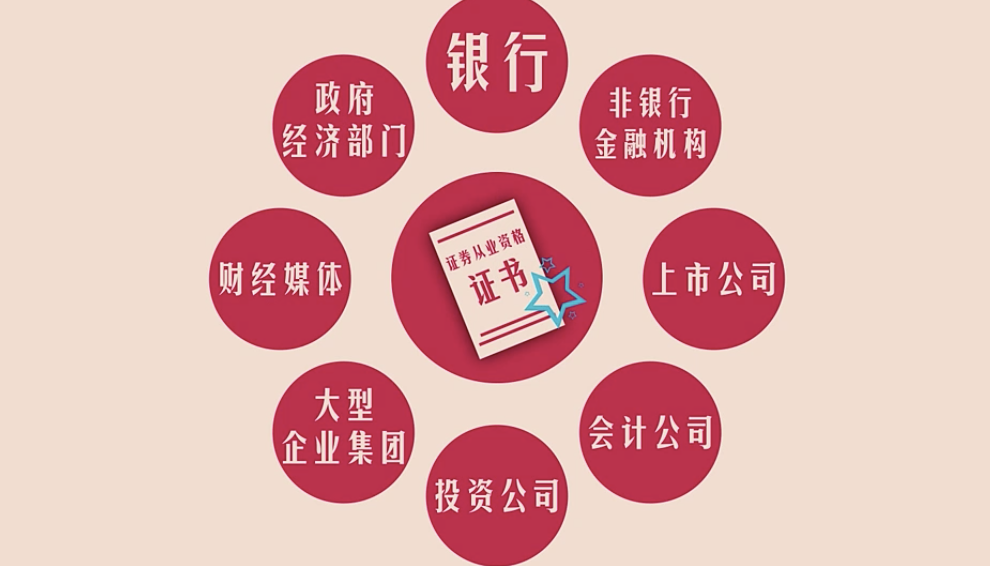 银行
政府
经济部门
非银行
金融机构
证券从业资格
证书
财经媒体
上市公司
大型
企业集团
会计公司
投资公司